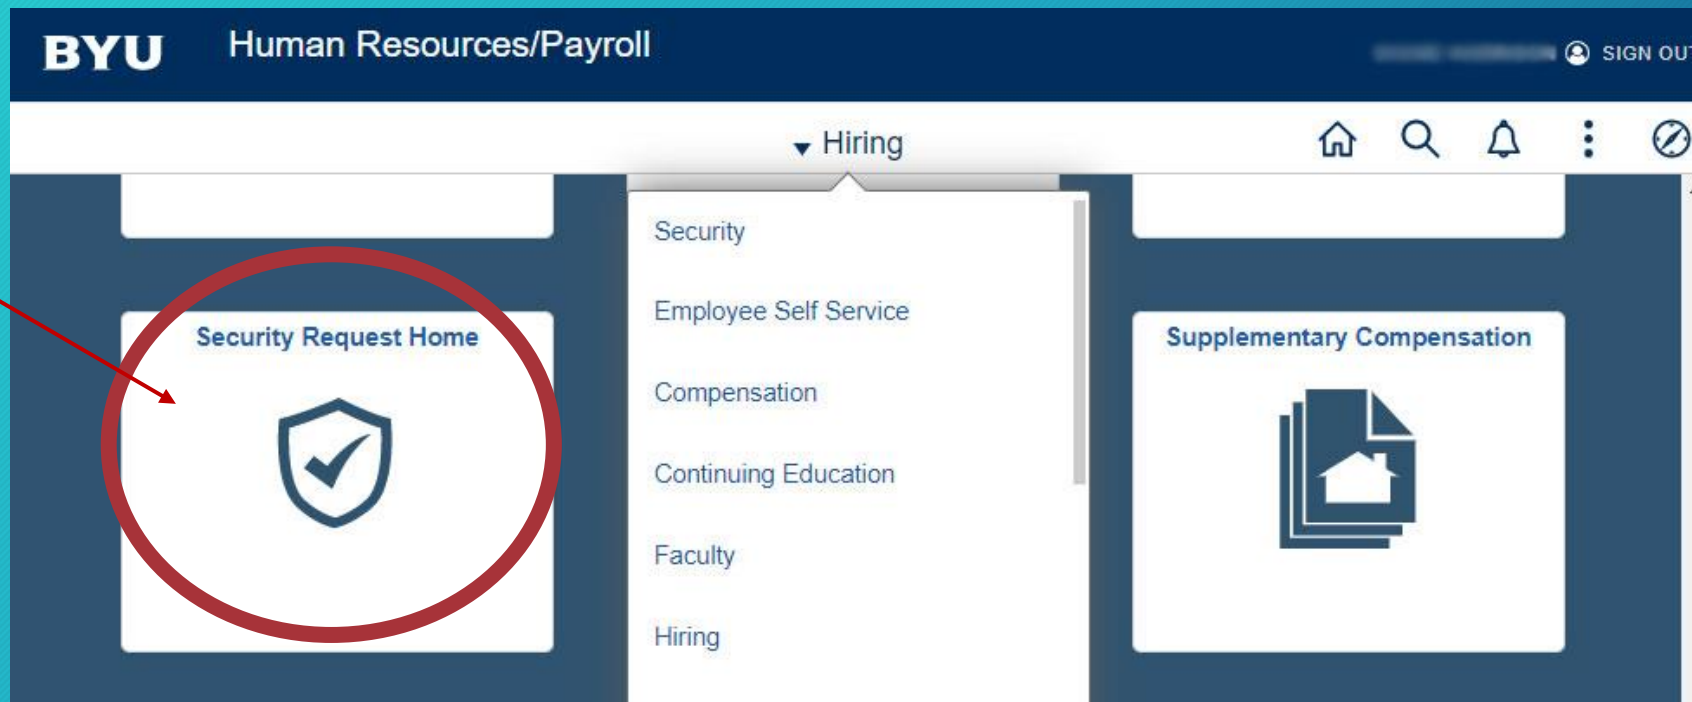 BYU Human Resources/Payroll
SIGN OUT
Hiring
Security
Employee Self Service
Compensation
Continuing Education
Faculty
Hiring
Security Request Home
Supplementary Compensation